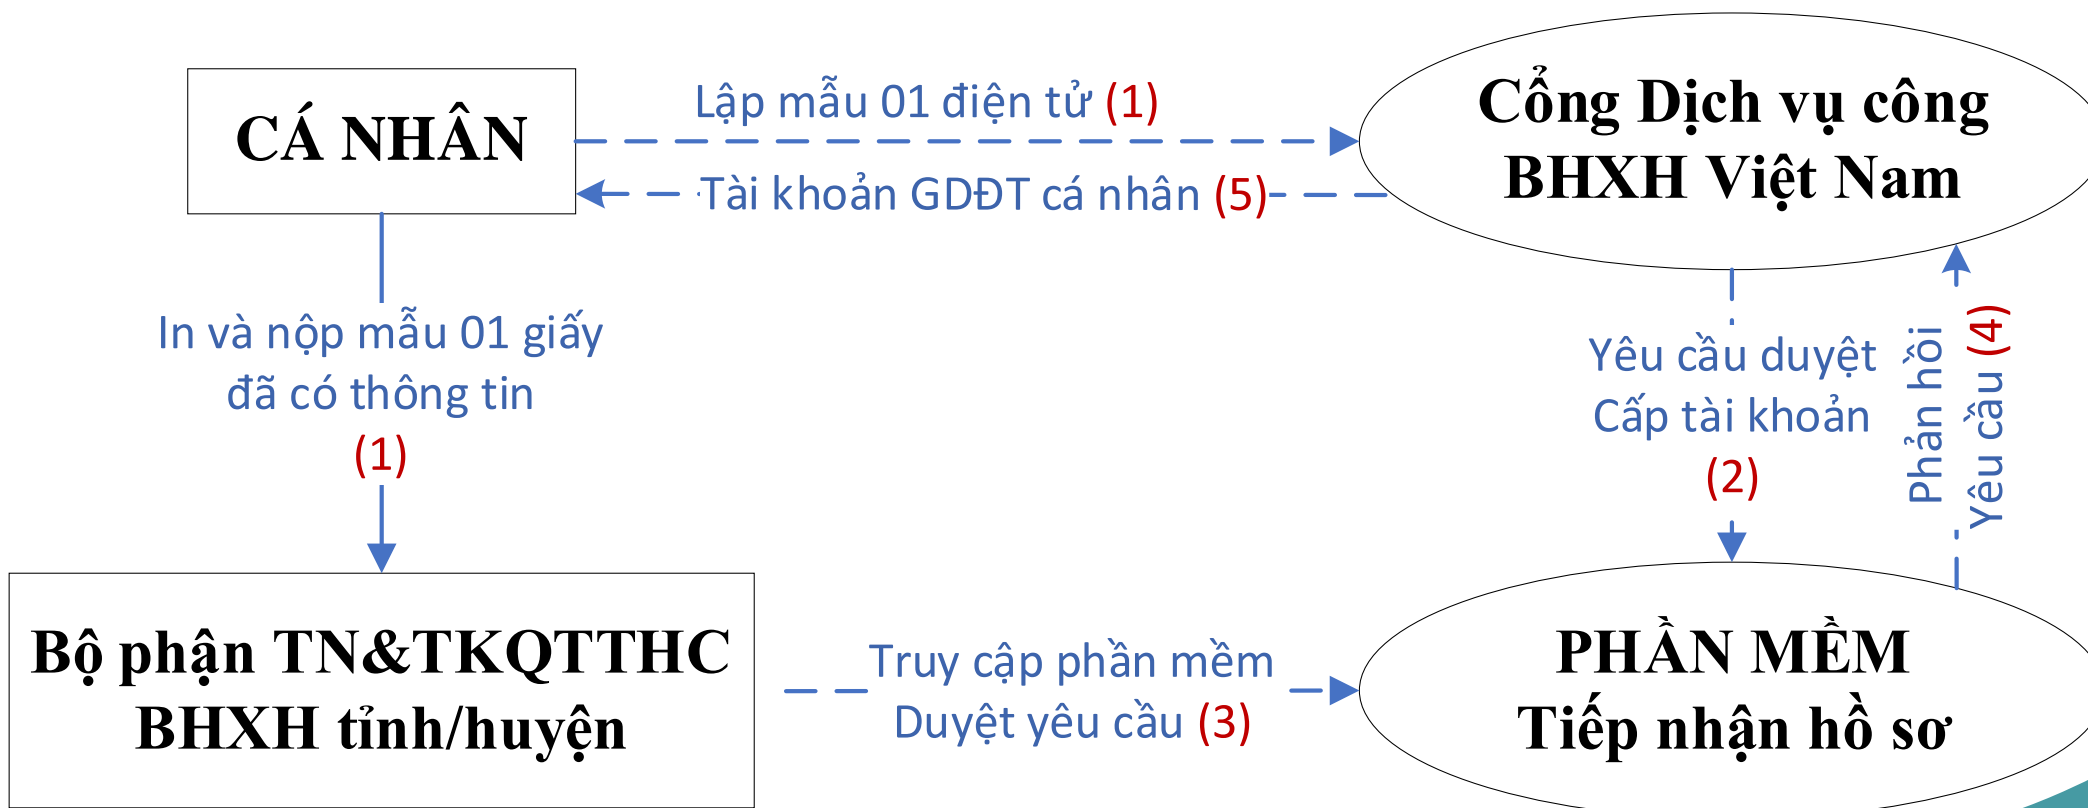 CÁ NHÂN
Lập mẫu 01 điện tử (1)
Tài khoản GDĐT cá nhân (5)
Cổng Dịch vụ công
BHXH Việt Nam
In và nộp mẫu 01 giấy
đã có thông tin
(1)
Yêu cầu duyệt
Cấp tài khoản
(2)
Phản hồi
Yêu cầu (4)
Bộ phận TN&TKQTTHC
BHXH tỉnh/huyện
Truy cập phần mềm
Duyệt yêu cầu (3)
PHẦN MỀM
Tiếp nhận hồ sơ